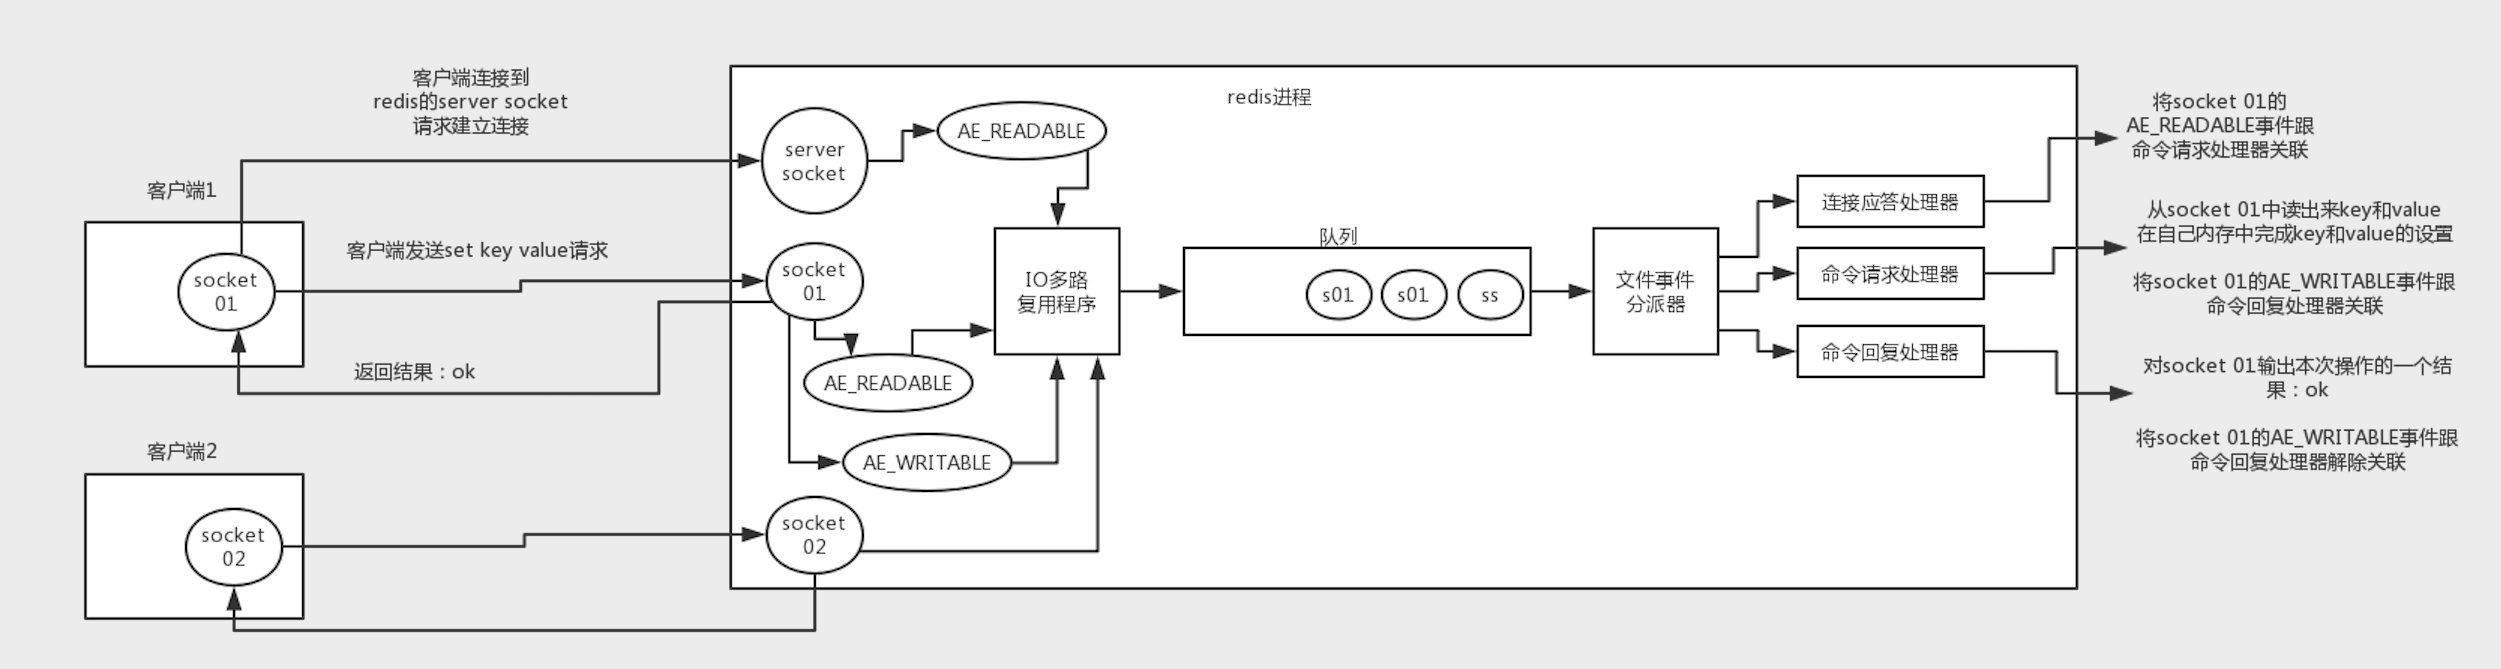 客户端连接到
redis的server socket
请求建立连接
客户端1
socket
01
客户端发送set key value请求
返回结果：ok
客户端2
socket
02
redis进程
server
socket
AE_READABLE
socket
01
AE_READABLE
AE_WRITABLE
socket
02
IO多路
复用程序
队列
s01
s01
ss
文件事件
分派器
连接应答处理器
命令请求处理器
命令回复处理器
将socket 01的
AE_READABLE事件跟
命令请求处理器关联
从socket 01中读出来key和value
在自己内存中完成key和value的设置
将socket 01的AE_WRITABLE事件跟
命令回复处理器关联
对socket 01输出本次操作的一个结
果：ok
将socket 01的AE_WRITABLE事件跟
命令回复处理器解除关联